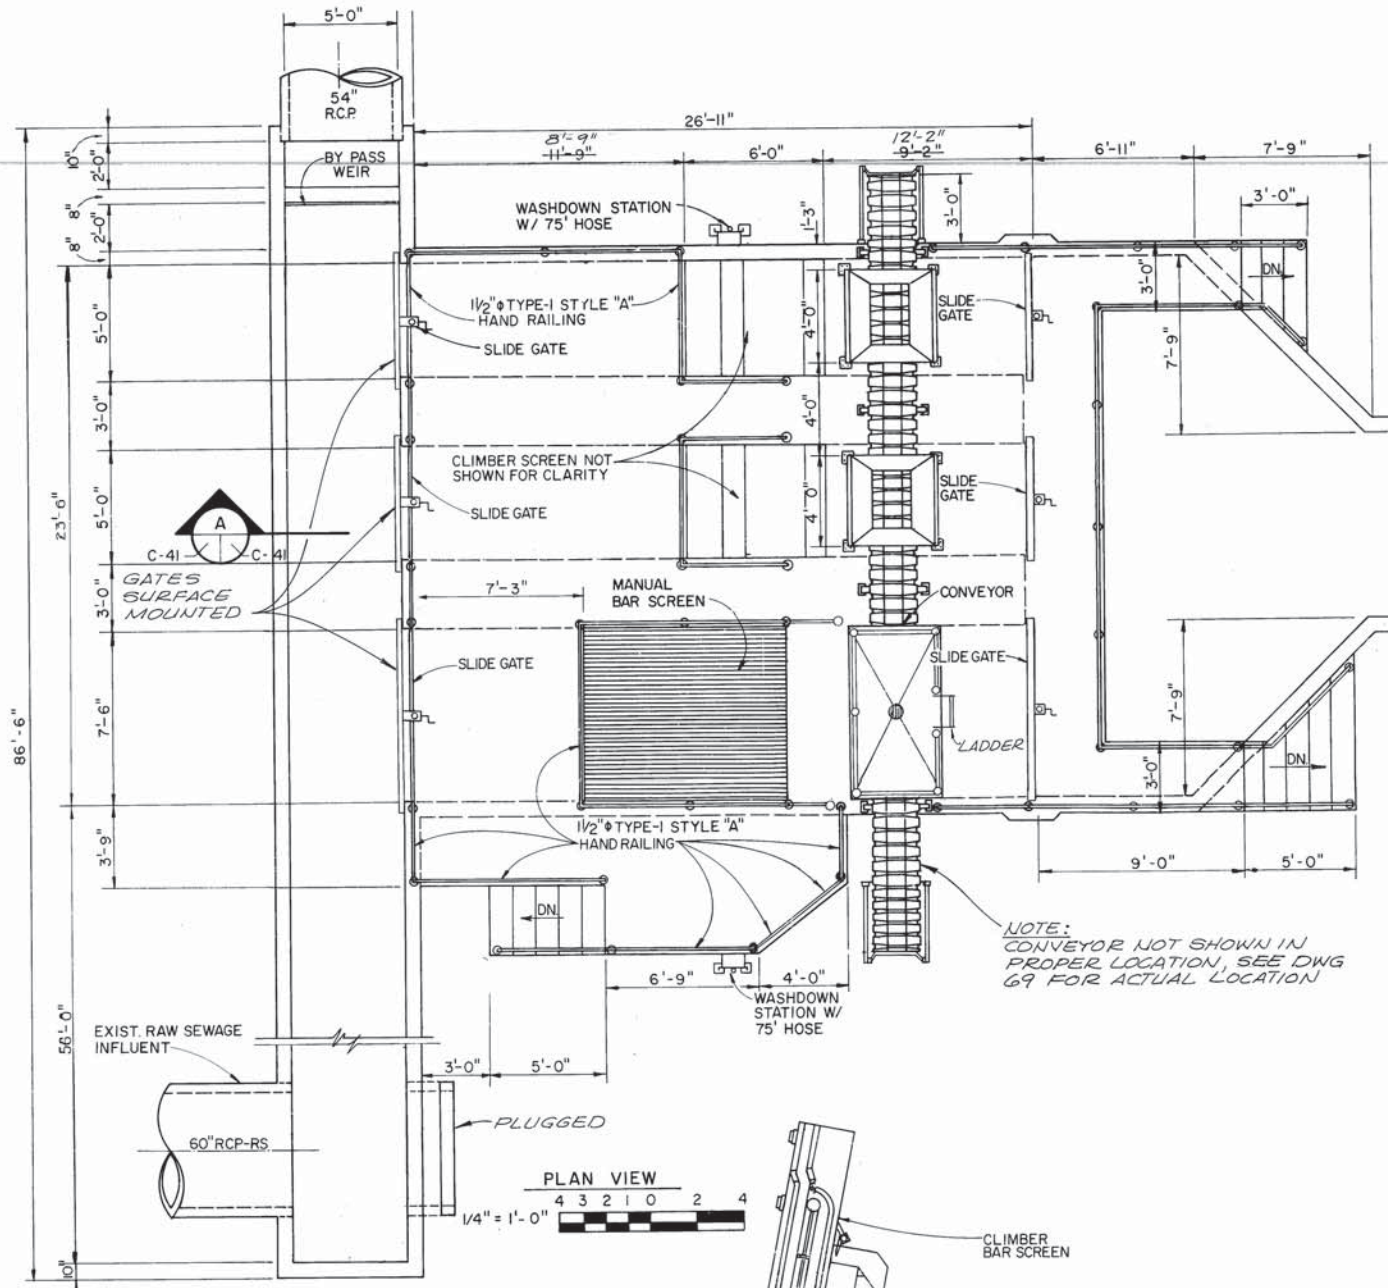 5'-0"
54"
R.C.P.
26'-11"
8'-9"
11'-9"
6'-0"
12'-2"
9'-2"
6'-11"
7'-9"
10"
2'-0"
8"
2'-0"
8"
BY PASS
WEIR
WASHDOWN STATION
W/ 75' HOSE
1'-3"
3'-0"
3'-0"
DN.
1½"⌀ TYPE-1 STYLE "A"
HAND RAILING
SLIDE GATE
SLIDE
GATE
3'-0"
7'-9"
5'-0"
4'-0"
3'-0"
4'-0"
CLIMBER SCREEN NOT
SHOWN FOR CLARITY
SLIDE GATE
SLIDE
GATE
4'-0"
5'-0"
23'-6"
A
C-41
C-41
GATES
SURFACE
MOUNTED
3'-0"
7'-3"
MANUAL
BAR SCREEN
CONVEYOR
SLIDE GATE
SLIDE GATE
7'-6"
7'-9"
LADDER
86'-6"
3'-0"
DN.
1½"⌀ TYPE-1 STYLE "A"
HAND RAILING
3'-9"
9'-0"
5'-0"
DN.
NOTE:
CONVEYOR NOT SHOWN IN
PROPER LOCATION, SEE DWG
69 FOR ACTUAL LOCATION
6'-9"
4'-0"
WASHDOWN
STATION W/
75' HOSE
56'-0"
EXIST. RAW SEWAGE
INFLUENT
3'-0"
5'-0"
PLUGGED
60" RCP-RS
PLAN VIEW
4 3 2 1 0 2 4
1/4" = 1'-0"
CLIMBER
BAR SCREEN
10"